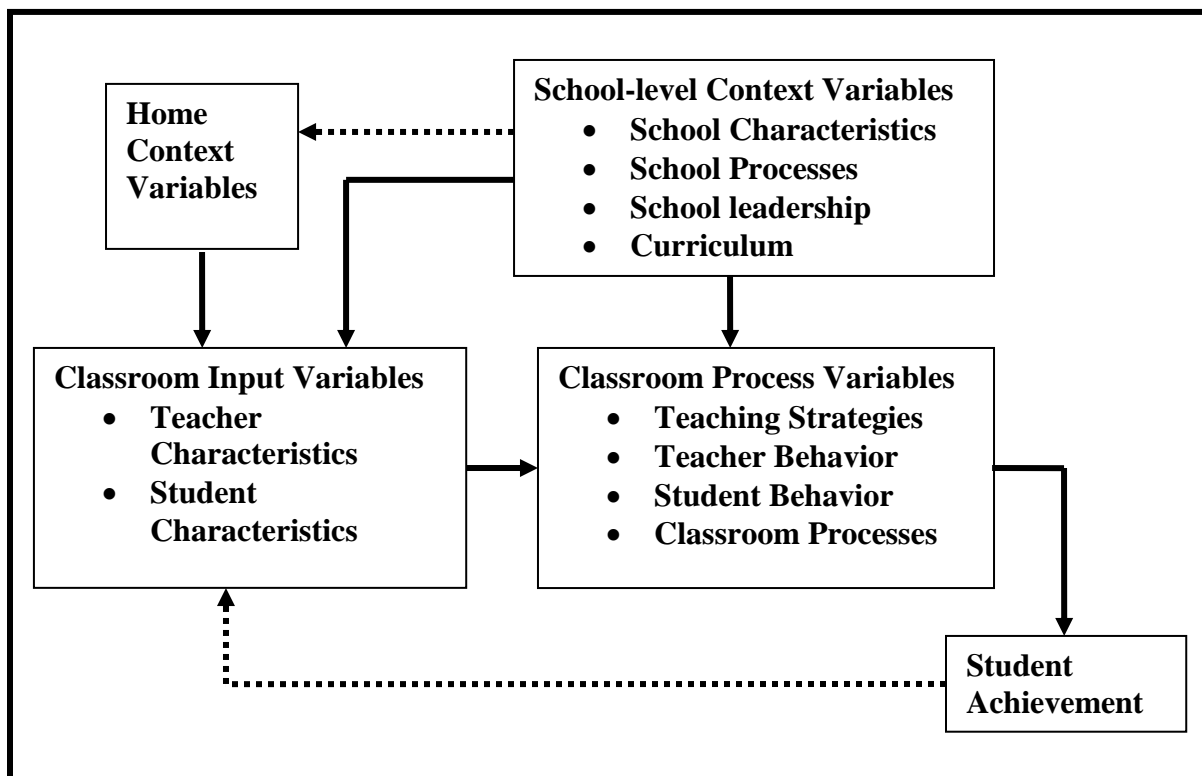 Home
Context
Variables
School-level Context Variables
• School Characteristics
• School Processes
• School leadership
• Curriculum
Classroom Input Variables
• Teacher
Characteristics
• Student
Characteristics
Classroom Process Variables
• Teaching Strategies
• Teacher Behavior
• Student Behavior
• Classroom Processes
Student
Achievement